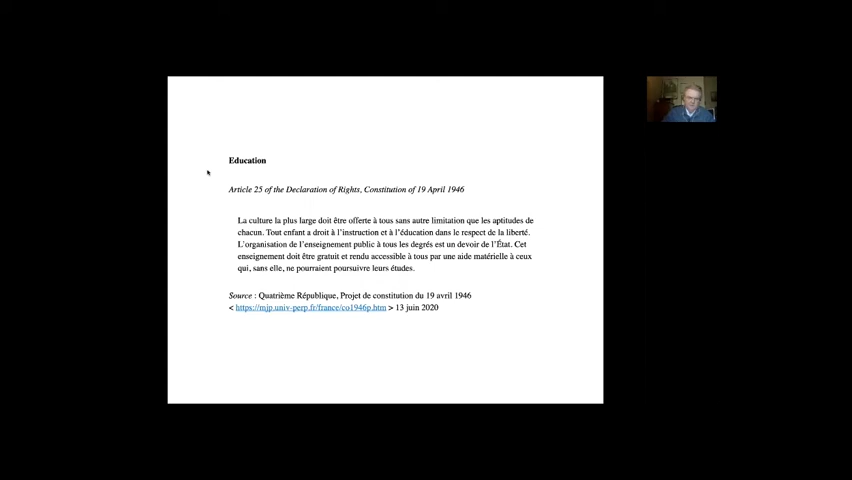 Education
Article 25 of the Declaration of Rights, Constitution of 19 April 1946
La culture la plus large doit être offerte à tous sans autre limitation que les aptitudes de
chacun. Tout enfant a droit à l'instruction et à l'éducation dans le respect de la liberté.
L'organisation de l'enseignement public à tous les degrés est un devoir de l'État. Cet
enseignement doit être gratuit et rendu accessible à tous par une aide matérielle à ceux
qui, sans elle, ne pourraient poursuivre leurs études.
Source : Quatrième République, Projet de constitution du 19 avril 1946
< https://mjp.univ-perp.fr/france/co1946p.htm > 13 juin 2020